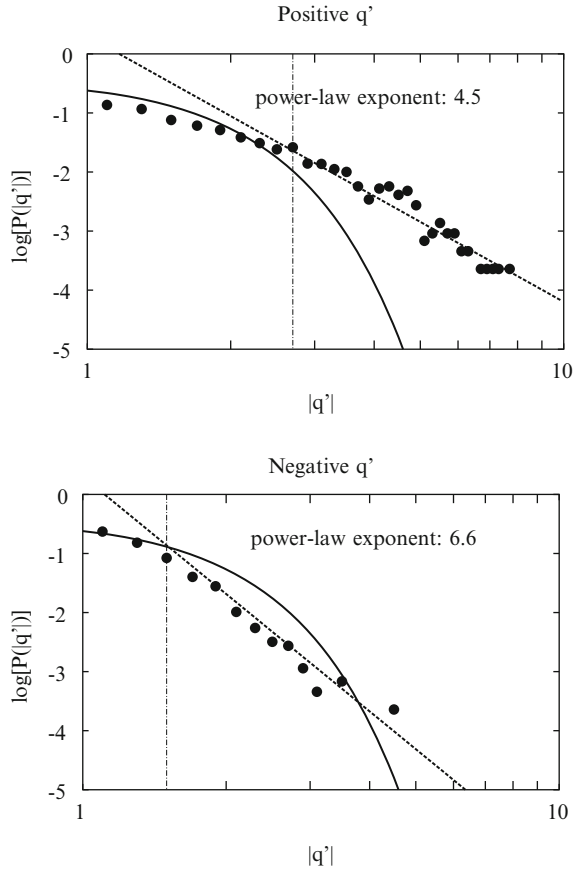 Positive q’
0
-1
-2
-3
-4
-5
power-law exponent: 4.5
log[P(|q’|)]
1
10
|q’|
Negative q’
0
-1
-2
-3
-4
-5
power-law exponent: 6.6
log[P(|q’|)]
1
10
|q’|